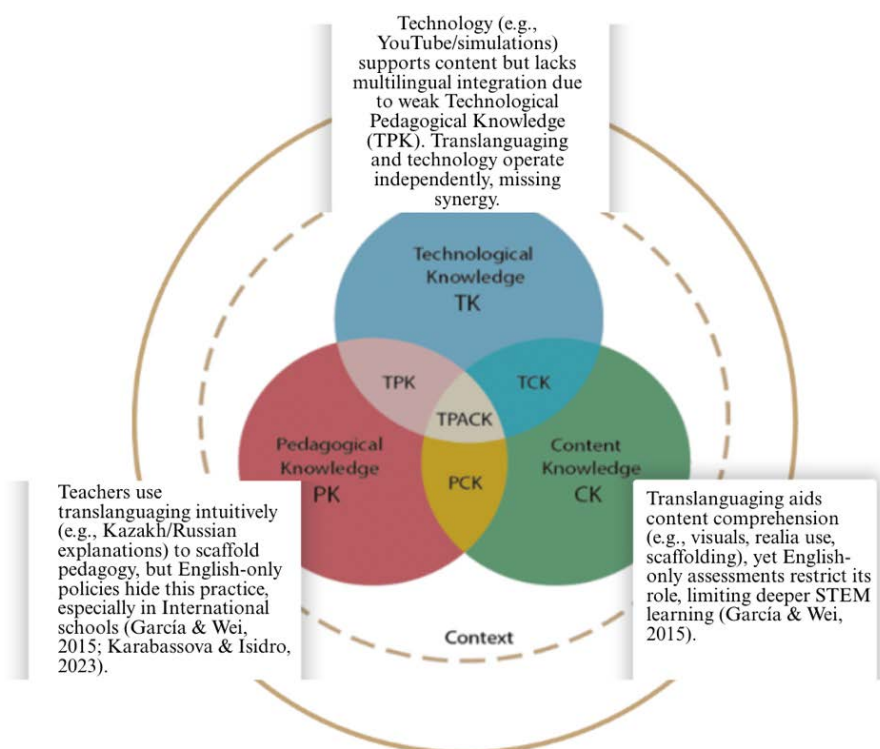 Technology (e.g.,
YouTube/simulations)
supports content but lacks
multilingual integration due
to weak Technological
Pedagogical Knowledge
(TPK). Translanguaging
and technology operate
independently, missing
synergy.
Technological
Knowledge
TK
TPK
TCK
TPACK
Pedagogical
Knowledge
PK
PCK
Content
Knowledge
CK
Teachers use
translanguaging intuitively
(e.g., Kazakh/Russian
explanations) to scaffold
pedagogy, but English-only
policies hide this practice,
especially in International
schools (García & Wei,
2015; Karabassova & Isidro,
2023).
Translanguaging aids
content comprehension
(e.g., visuals, realia use,
scaffolding), yet English-
only assessments restrict its
role, limiting deeper STEM
learning (García & Wei,
2015).
Context